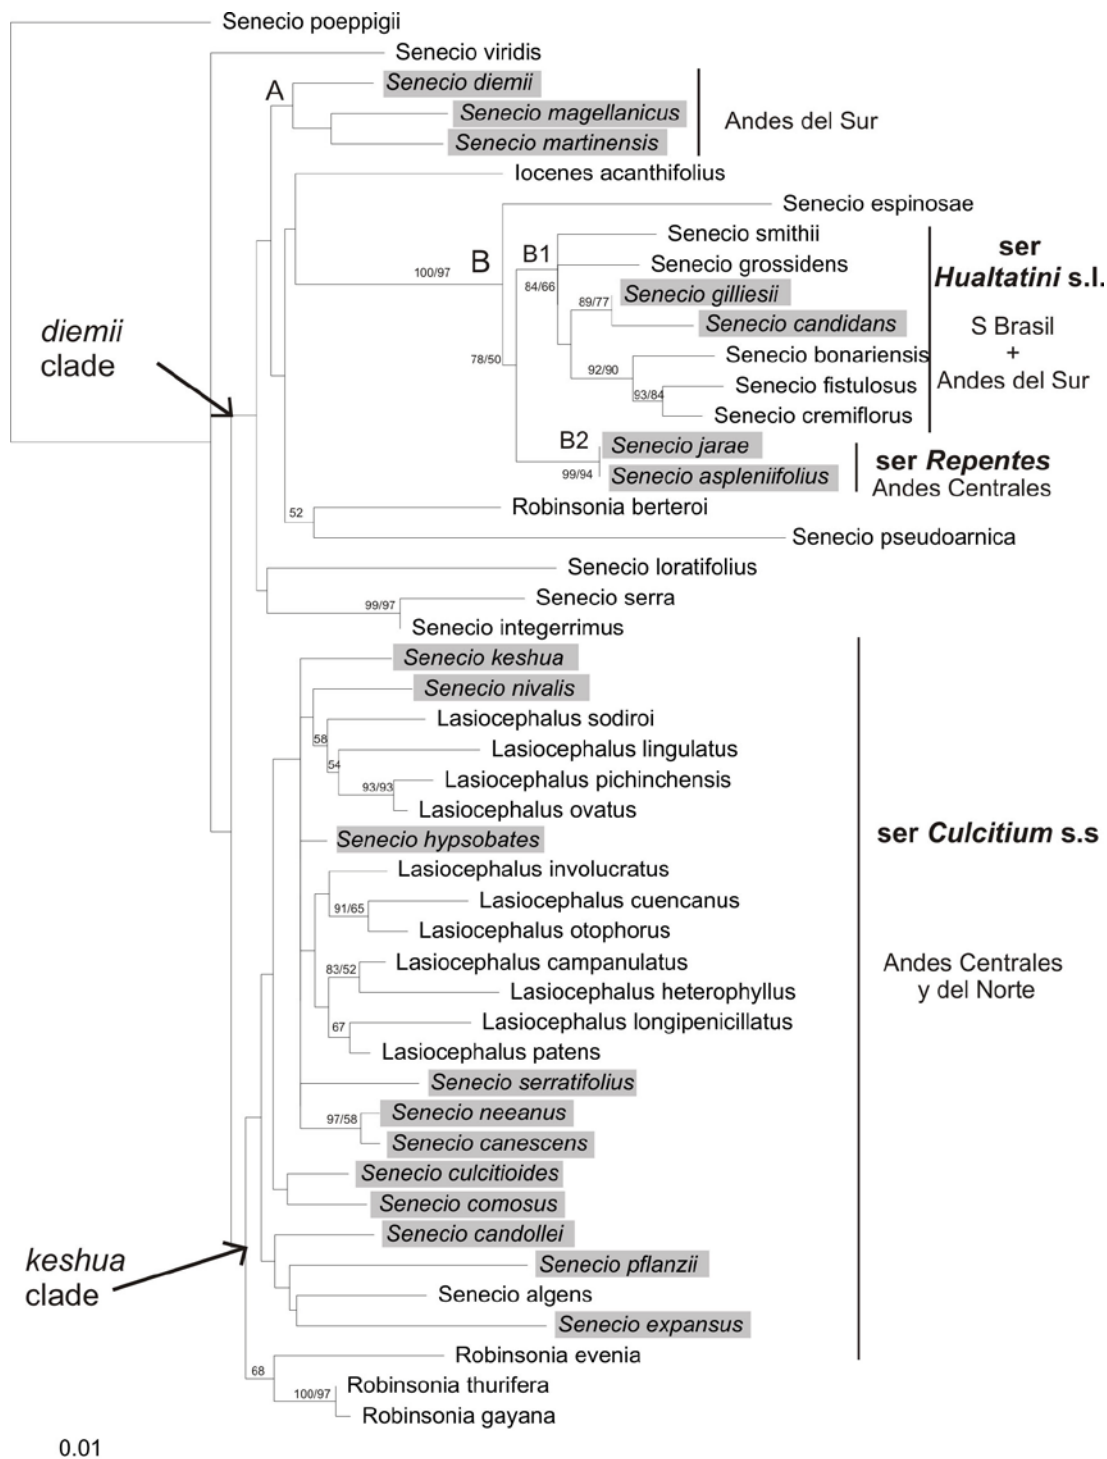 Senecio poeppigii
Senecio viridis
A
Senecio diemii
Senecio magellanicus
Senecio martinensis
Andes del Sur
Iocenes acanthifolius
Senecio espinosae
100/97
B
B1
84/66
Senecio smithii
Senecio grossidens
89/77
Senecio gilliesii
Senecio candidans
78/50
92/90
Senecio bonariensis
93/84
Senecio fistulosus
Senecio cremiflorus
ser
Hualtatini s.l.
S Brasil
+
Andes del Sur
diemii
clade
B2
99/94
Senecio jarae
Senecio aspleniifolius
ser Repentes
Andes Centrales
52
Robinsonia berteroi
Senecio pseudoarnica
Senecio loratifolius
99/97
Senecio serra
Senecio integerrimus
Senecio keshua
Senecio nivalis
58
Lasiocephalus sodiroi
54
Lasiocephalus lingulatus
93/93
Lasiocephalus pichinchensis
Lasiocephalus ovatus
Senecio hypsobates
ser Culcitium s.s
Lasiocephalus involucratus
91/65
Lasiocephalus cuencanus
Lasiocephalus otophorus
83/52
Lasiocephalus campanulatus
Lasiocephalus heterophyllus
Andes Centrales
y del Norte
67
Lasiocephalus longipenicillatus
Lasiocephalus patens
Senecio serratifolius
97/58
Senecio neeanus
Senecio canescens
Senecio culcitioides
Senecio comosus
Senecio candollei
keshua
clade
Senecio pflanzii
Senecio algens
Senecio expansus
68
Robinsonia evenia
100/97
Robinsonia thurifera
Robinsonia gayana
0.01